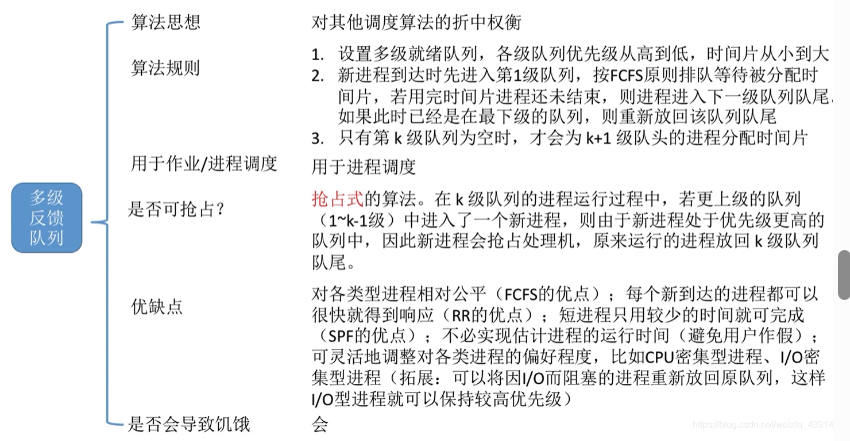 算法思想
对其他调度算法的折中权衡
算法规则
1. 设置多级就绪队列，各级队列优先级从高到低，时间片从小到大
2. 新进程到达时先进入第1级队列，按FCFS原则排队等待被分配时
间片，若用完时间片进程还未结束，则进程进入下一级队列队尾.
如果此时已经是在最下级的队列，则重新放回该队列队尾
3. 只有第 k 级队列为空时，才会为 k+1 级队头的进程分配时间片
用于作业/进程调度
用于进程调度
多级
反馈
队列
是否可抢占？
抢占式的算法。在 k 级队列的进程运行过程中，若更上级的队列
（1~k-1级）中进入了一个新进程，则由于新进程处于优先级更高的
队列中，因此新进程会抢占处理机，原来运行的进程放回 k 级队列
队尾。
优缺点
对各类型进程相对公平（FCFS的优点）；每个新到达的进程都可以
很快就得到响应（RR的优点）；短进程只用较少的时间就可完成
（SPF的优点）；不必实现估计进程的运行时间（避免用户作假）；
可灵活地调整对各类进程的偏好程度，比如CPU密集型进程、I/O密
集型进程（拓展：可以将因I/O而阻塞的进程重新放回原队列，这样
I/O型进程就可以保持较高优先级）
是否会导致饥饿
会